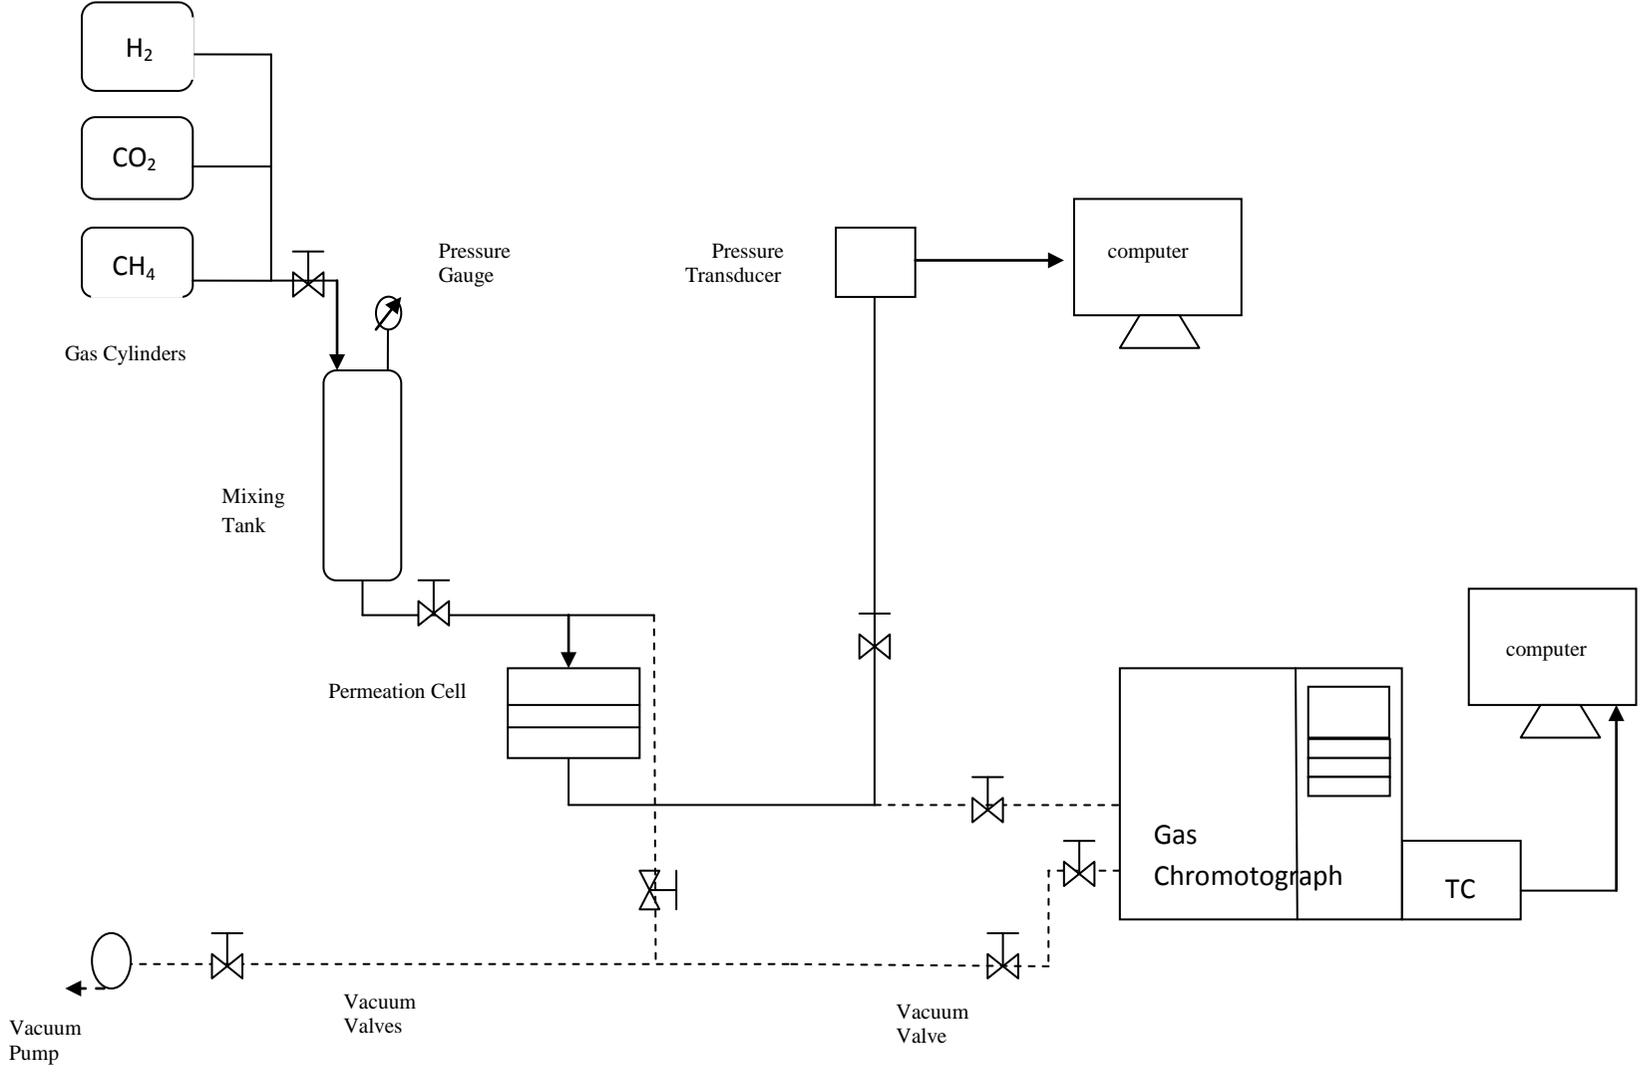 H₂
CO₂
CH₄
Gas Cylinders
Pressure
Gauge
Pressure
Transducer
computer
Mixing
Tank
Permeation Cell
computer
Gas
Chromotograph
TC
Vacuum
Valves
Vacuum
Valve
Vacuum
Pump